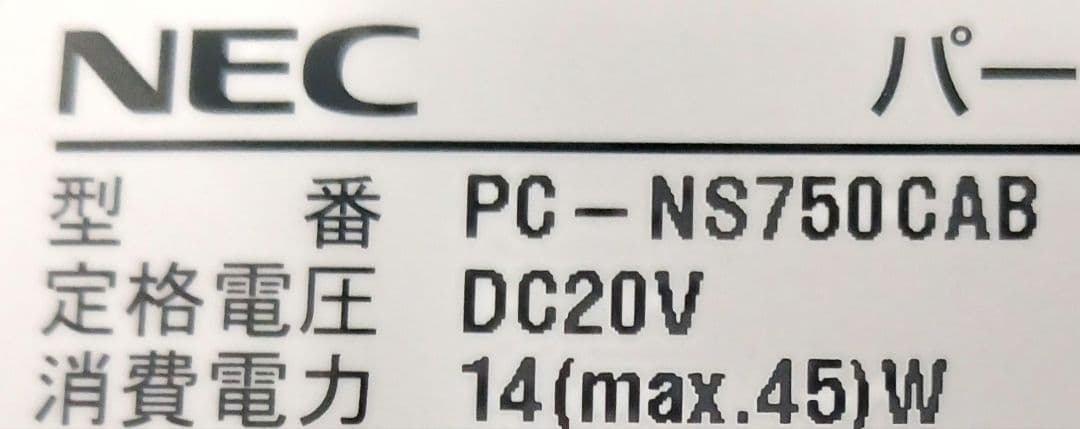 NEC パー
型番 PC-NS750CAB
定格電圧 DC20V
消費電力 14(max.45)W